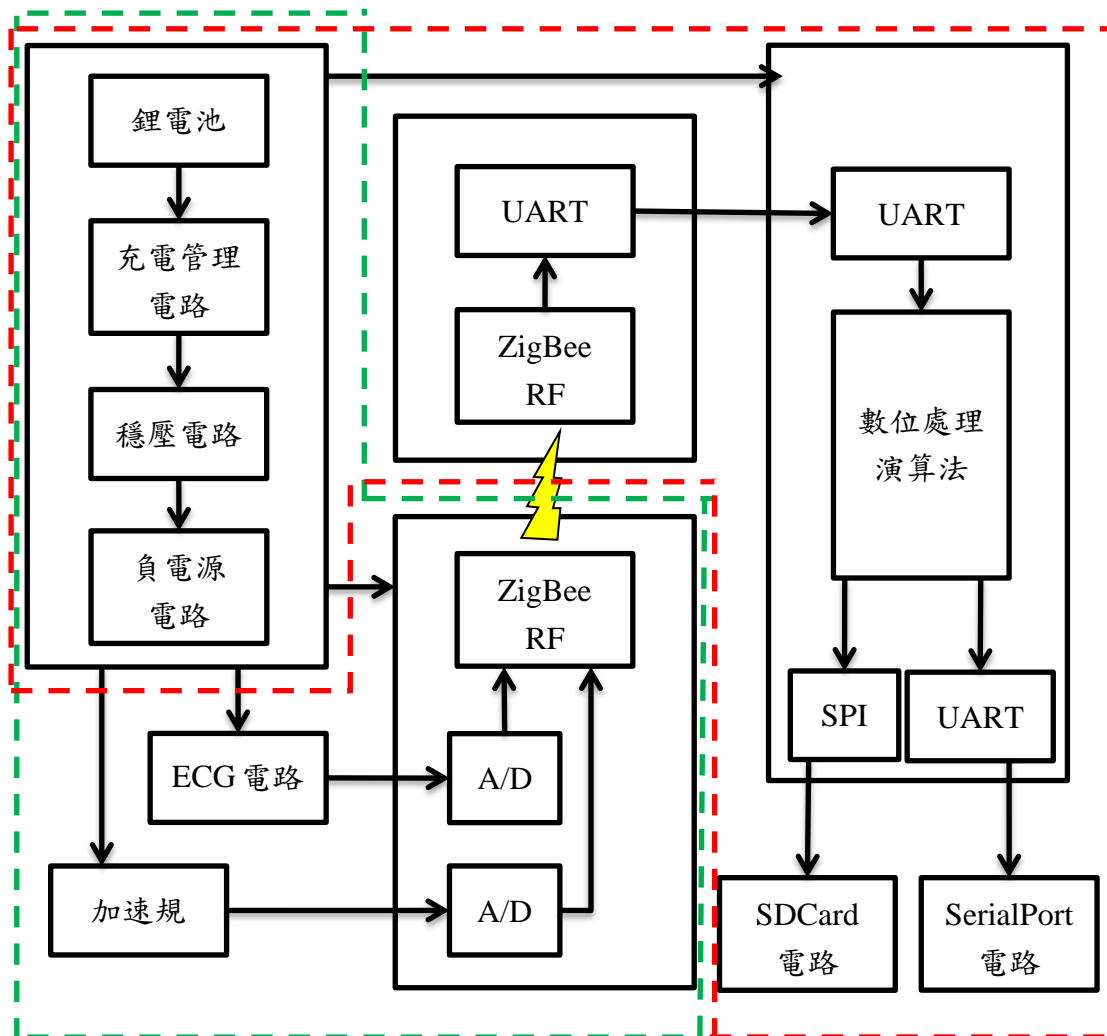 鋰電池
充電管理
電路
穩壓電路
負電源
電路
UART
ZigBee
RF
UART
數位處理
演算法
ZigBee
RF
SPI
UART
ECG 電路
A/D
加速規
A/D
SDCard
電路
SerialPort
電路